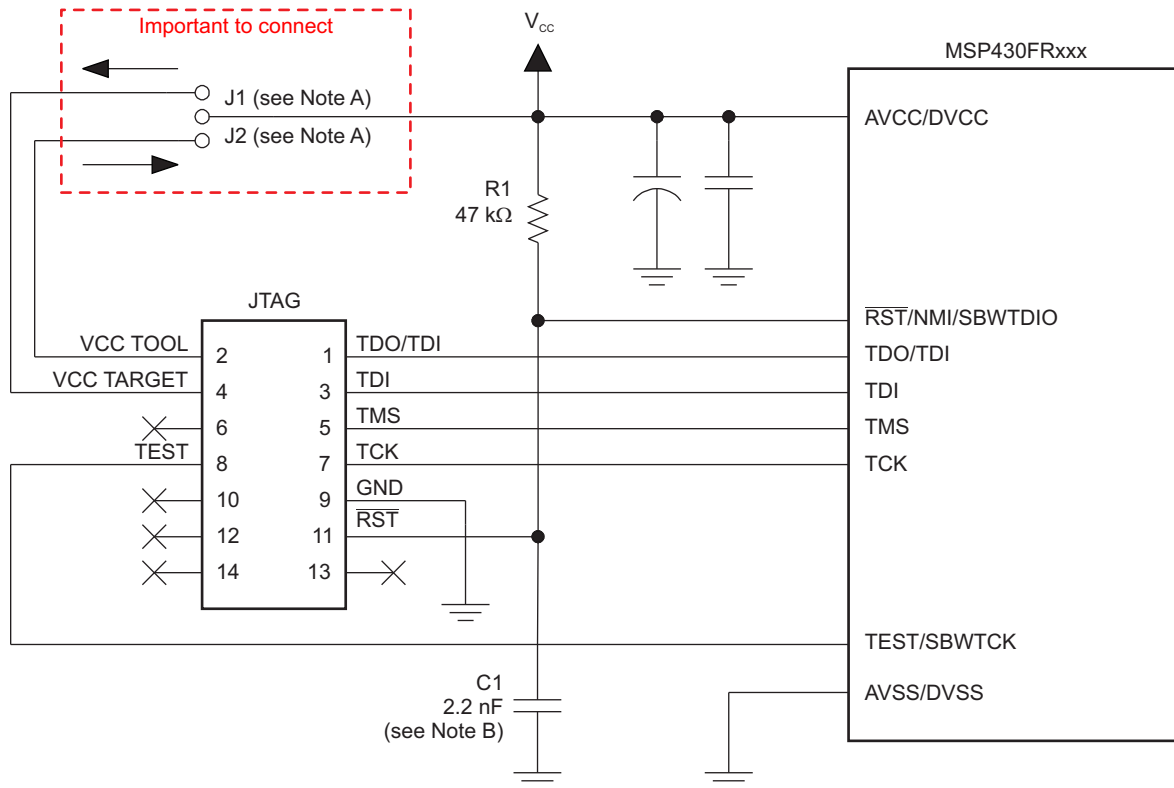 Important to connect
VCC
MSP430FRxxx
J1 (see Note A)
J2 (see Note A)
AVCC/DVCC
R1
47 kΩ
JTAG
RST/NMI/SBWTDIO
VCC TOOL
2
1
TDO/TDI
TDO/TDI
VCC TARGET
4
3
TDI
TDI
6
5
TMS
TMS
TEST
8
7
TCK
TCK
10
9
GND
12
11
RST
14
13
TEST/SBWTCK
C1
2.2 nF
(see Note B)
AVSS/DVSS